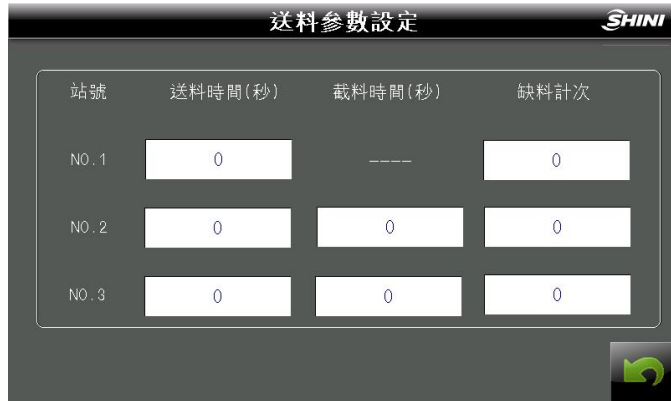 送料參數設定 SHINI
站號 送料時間(秒) 截料時間(秒) 缺料計次
NO.1 0 ---- 0
NO.2 0 0 0
NO.3 0 0 0